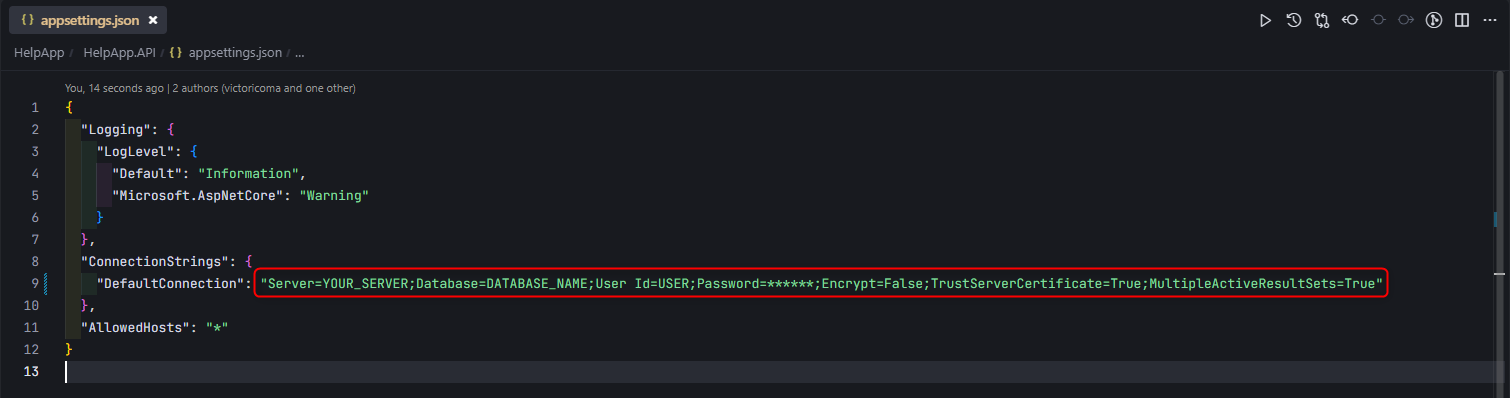 {} appsettings.json ×
HelpApp / HelpApp.API / {} appsettings.json / ...
You, 14 seconds ago | 2 authors (victoricoma and one other)
1 {
2 "Logging": {
3 "LogLevel": {
4 "Default": "Information",
5 "Microsoft.AspNetCore": "Warning"
6 }
7 },
8 "ConnectionStrings": {
9 "DefaultConnection": "Server=YOUR_SERVER;Database=DATABASE_NAME;User Id=USER;Password=******;Encrypt=False;TrustServerCertificate=True;MultipleActiveResultSets=True"
10 },
11 "AllowedHosts": "*"
12 }
13